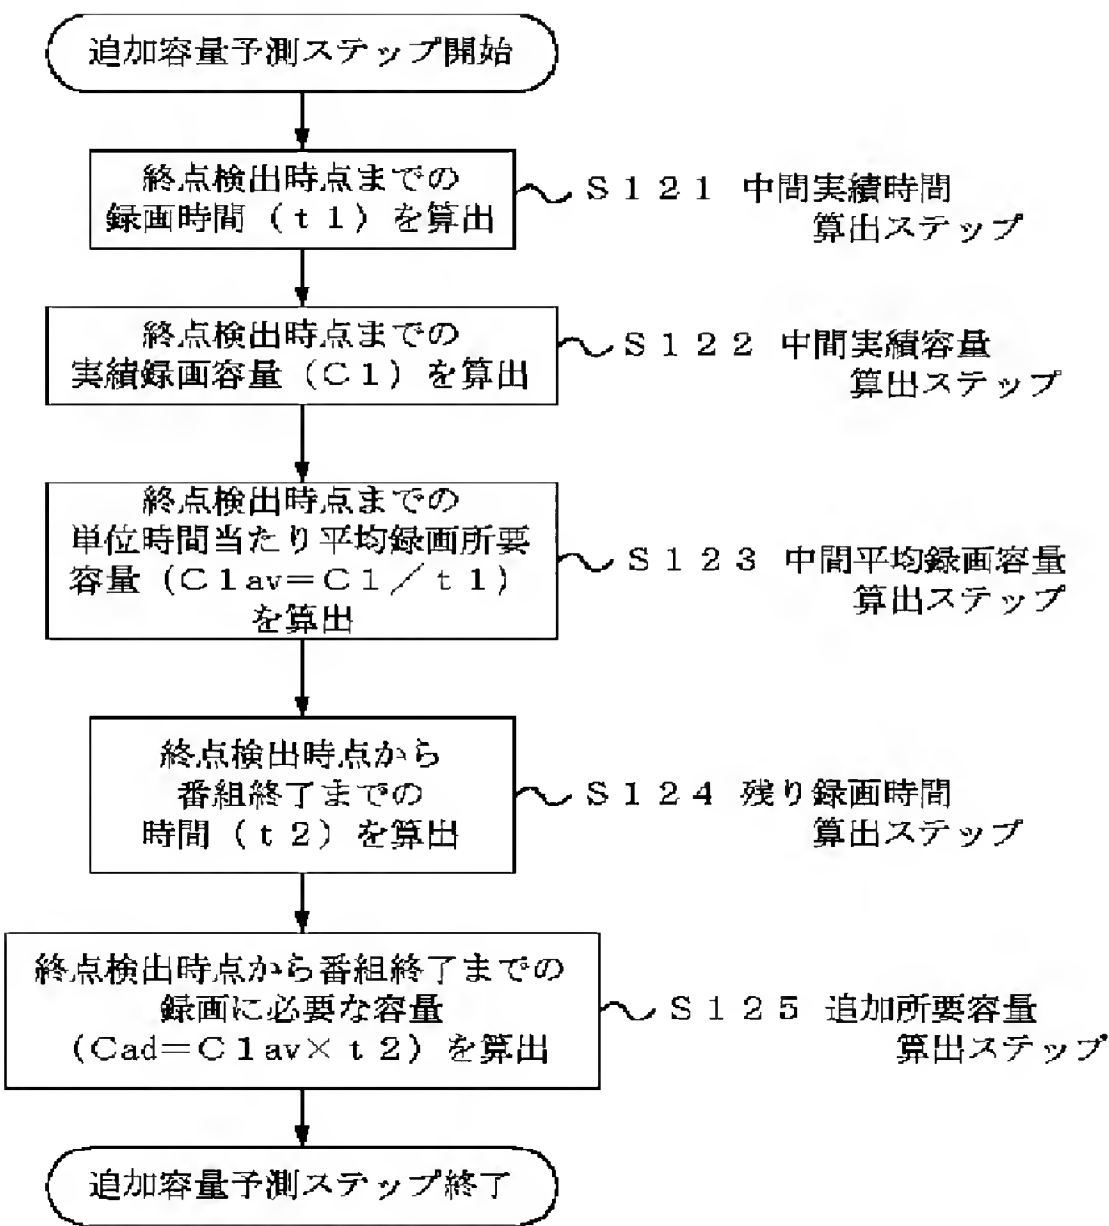 追加容量予測ステップ開始
終点検出時点までの
録画時間(t1)を算出
S121 中間実績時間
算出ステップ
終点検出時点までの
実績録画容量(C1)を算出
S122 中間実績容量
算出ステップ
終点検出時点までの
単位時間当たり平均録画所要
容量(C1av=C1/t1)
を算出
S123 中間平均録画容量
算出ステップ
終点検出時点から
番組終了までの
時間(t2)を算出
S124 残り録画時間
算出ステップ
終点検出時点から番組終了までの
録画に必要な容量
(Cad=C1av×t2)を算出
S125 追加所要容量
算出ステップ
追加容量予測ステップ終了